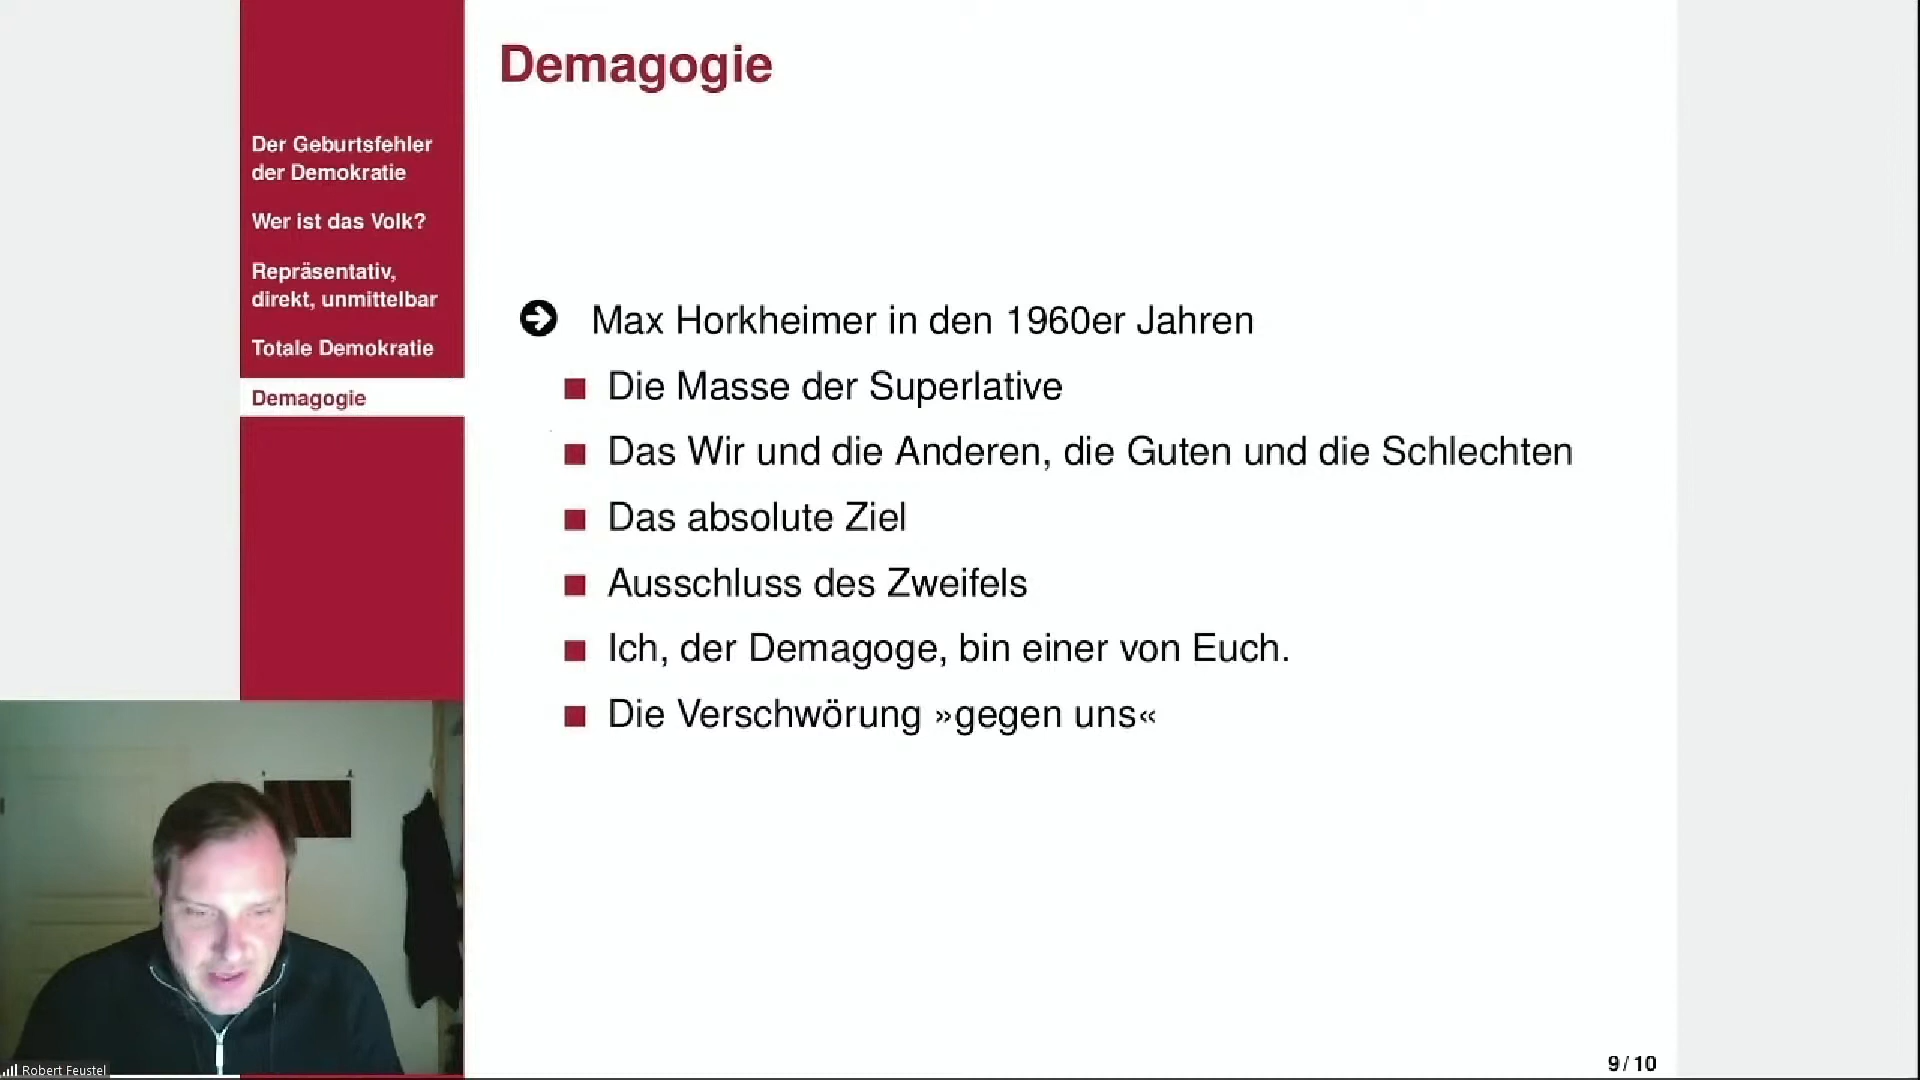 Demagogie
Der Geburtsfehler
der Demokratie
Wer ist das Volk?
Repräsentativ,
direkt, unmittelbar
Totale Demokratie
Demagogie
Max Horkheimer in den 1960er Jahren
Die Masse der Superlative
Das Wir und die Anderen, die Guten und die Schlechten
Das absolute Ziel
Ausschluss des Zweifels
Ich, der Demagoge, bin einer von Euch.
Die Verschwörung »gegen uns«
Robert Feustel
9/10